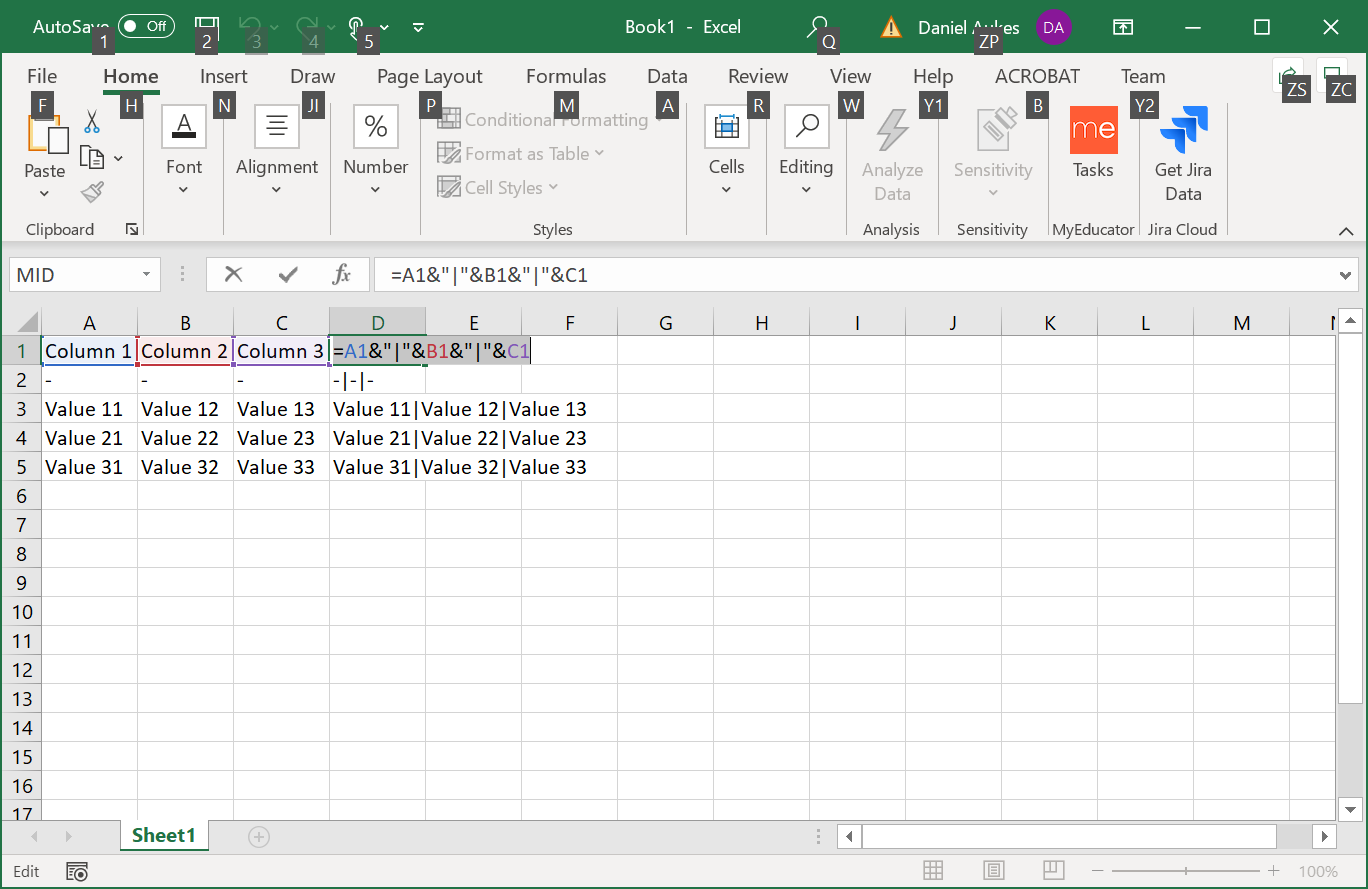 AutoSave Off Book1 - Excel Daniel Aukes DA
1 2 3 4 5 Q ZP
File Home Insert Draw Page Layout Formulas Data Review View Help ACROBAT Team
F H N JI P M A R W Y1 B Y2 ZS ZC
Paste
Clipboard
Font
Alignment
%
Number
Conditional Formatting
Format as Table
Cell Styles
Styles
Cells
Editing
Analyze
Data
Analysis
Sensitivity
Sensitivity
me
Tasks
MyEducator
Get Jira
Data
Jira Cloud
MID fx =A1&"|"&B1&"|"&C1
A B C D E F G H I J K L M N
1 Column 1 Column 2 Column 3 =A1&"|"&B1&"|"&C1
2 - - - -|-|-
3 Value 11 Value 12 Value 13 Value 11|Value 12|Value 13
4 Value 21 Value 22 Value 23 Value 21|Value 22|Value 23
5 Value 31 Value 32 Value 33 Value 31|Value 32|Value 33
6
7
8
9
10
11
12
13
14
15
16
17
Sheet1
Edit 100%